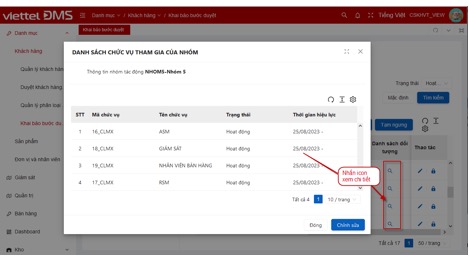 viettel DMS
Danh mục / Khách hàng / Khai báo bước duyệt
Tiếng Việt CSKHVT_VIEW
Danh mục
Khai báo bước duyệt
Khách hàng
Quản lý khách hàn
Duyệt khách hàng
Quản lý phân loại
Khai báo bước du
Sản phẩm
Đơn vị và nhân viên
Giám sát
Quản trị
Bán hàng
Dashboard
Kho
DANH SÁCH CHỨC VỤ THAM GIA CỦA NHÓM
Thông tin nhóm tác động NHOM5-Nhóm 5
STT Mã chức vụ Tên chức vụ Trạng thái Thời gian hiệu lực
1 16_CLMX ASM Hoạt động 25/08/2023 -
2 18_CLMX GIÁM SÁT Hoạt động 25/08/2023 -
3 19_CLMX NHÂN VIÊN BÁN HÀNG Hoạt động 25/08/2023 -
4 17_CLMX RSM Hoạt động 25/08/2023 -
Tất cả 4 1 10 / trang
Đóng Chỉnh sửa
Nhấn icon
xem chi tiết
Trạng thái Hoạt
Mặc định Tìm kiếm
Tạm ngưng
Danh sách đối
tượng
Thao tác
Tất cả 17 1 00 / trang